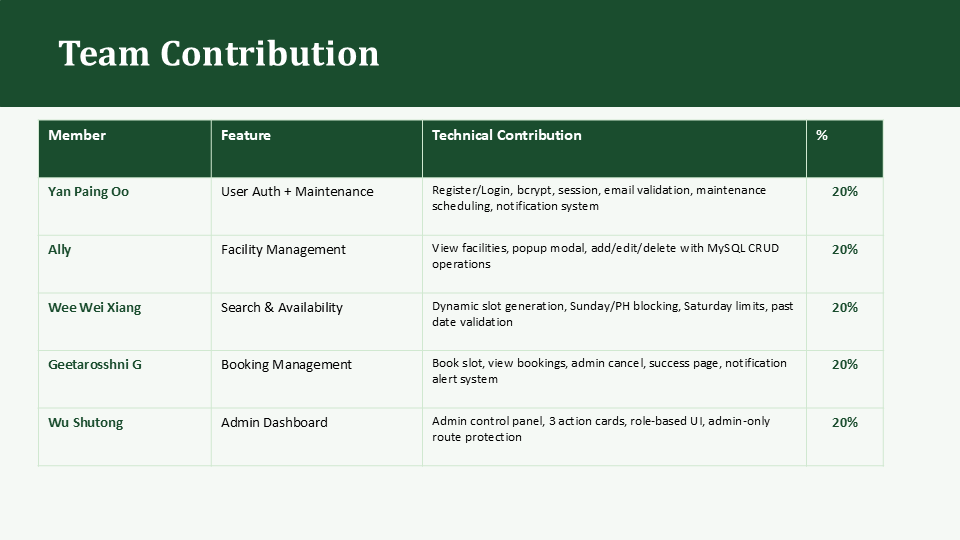 Team Contribution
Member Feature Technical Contribution %
Yan Paing Oo User Auth + Maintenance Register/Login, bcrypt, session, email validation, maintenance 20%
scheduling, notification system
Ally Facility Management View facilities, popup modal, add/edit/delete with MySQL CRUD 20%
operations
Wee Wei Xiang Search & Availability Dynamic slot generation, Sunday/PH blocking, Saturday limits, past 20%
date validation
Geetarosshni G Booking Management Book slot, view bookings, admin cancel, success page, notification 20%
alert system
Wu Shutong Admin Dashboard Admin control panel, 3 action cards, role-based UI, admin-only 20%
route protection